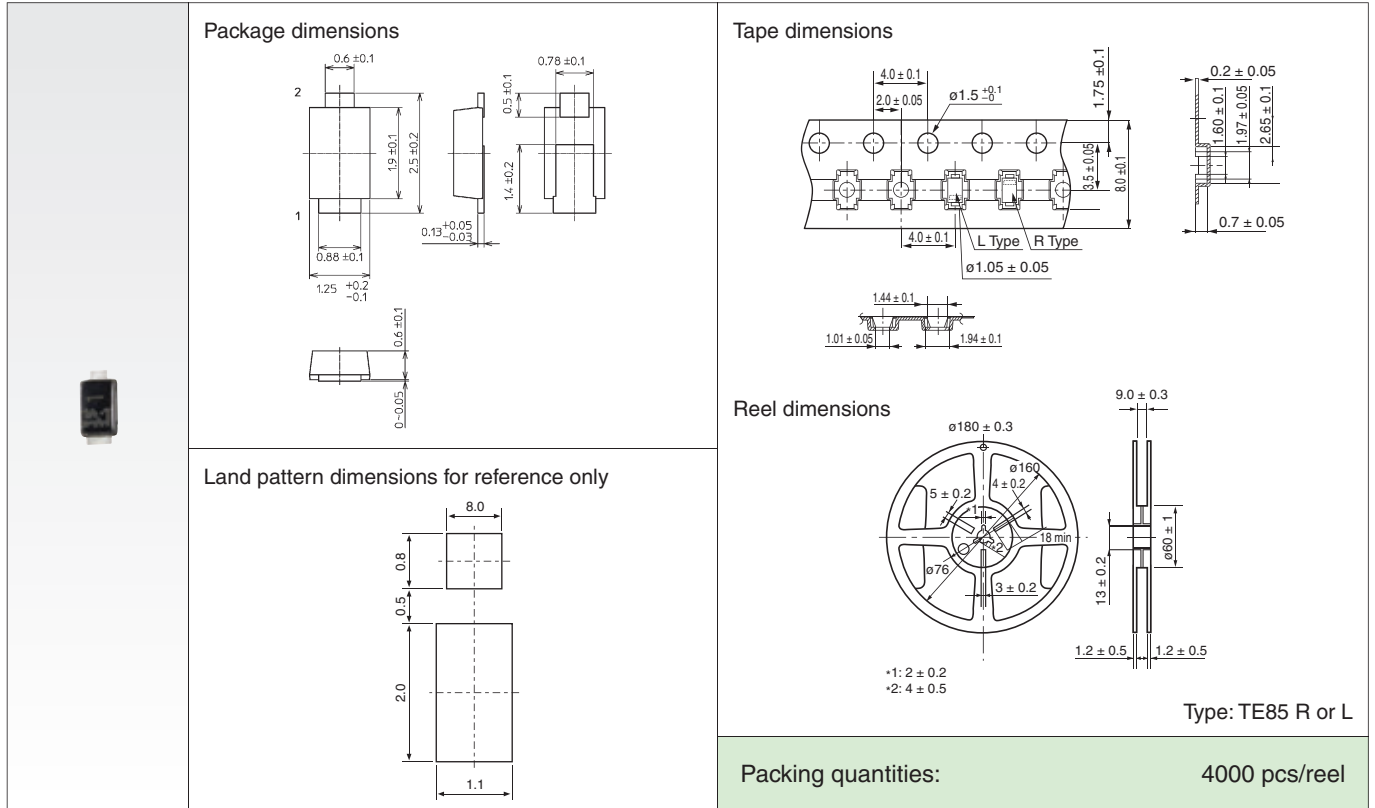 Package dimensions
0.6 ±0.1
2
1.9 ±0.1
2.5 ±0.2
1
0.88 ±0.1
1.25 +0.2
−0.1
0.13 +0.05
−0.03
0.78 ±0.1
0.5 ±0.1
1.4 ±0.2
0.6 ±0.1
0~0.05
Land pattern dimensions for reference only
8.0
0.8
0.5
2.0
1.1
Tape dimensions
4.0 ± 0.1
2.0 ± 0.05
ø1.5 +0.1
−0
1.75 ±0.1
3.5 ± 0.05
8.0 ±0.1
4.0 ± 0.1
L Type
R Type
ø1.05 ± 0.05
0.2 ± 0.05
1.60 ± 0.1
1.97 ± 0.05
2.65 ± 0.1
0.7 ± 0.05
1.44 ± 0.1
1.01 ± 0.05
1.94 ± 0.1
Reel dimensions
ø180 ± 0.3
ø160
5 ± 0.2
4 ± 0.2
*1
*2
18 min
ø76
3 ± 0.2
9.0 ± 0.3
13 ± 0.2
ø60 ± 1
1.2 ± 0.5
1.2 ± 0.5
*1: 2 ± 0.2
*2: 4 ± 0.5
Type: TE85 R or L
Packing quantities: 4000 pcs/reel